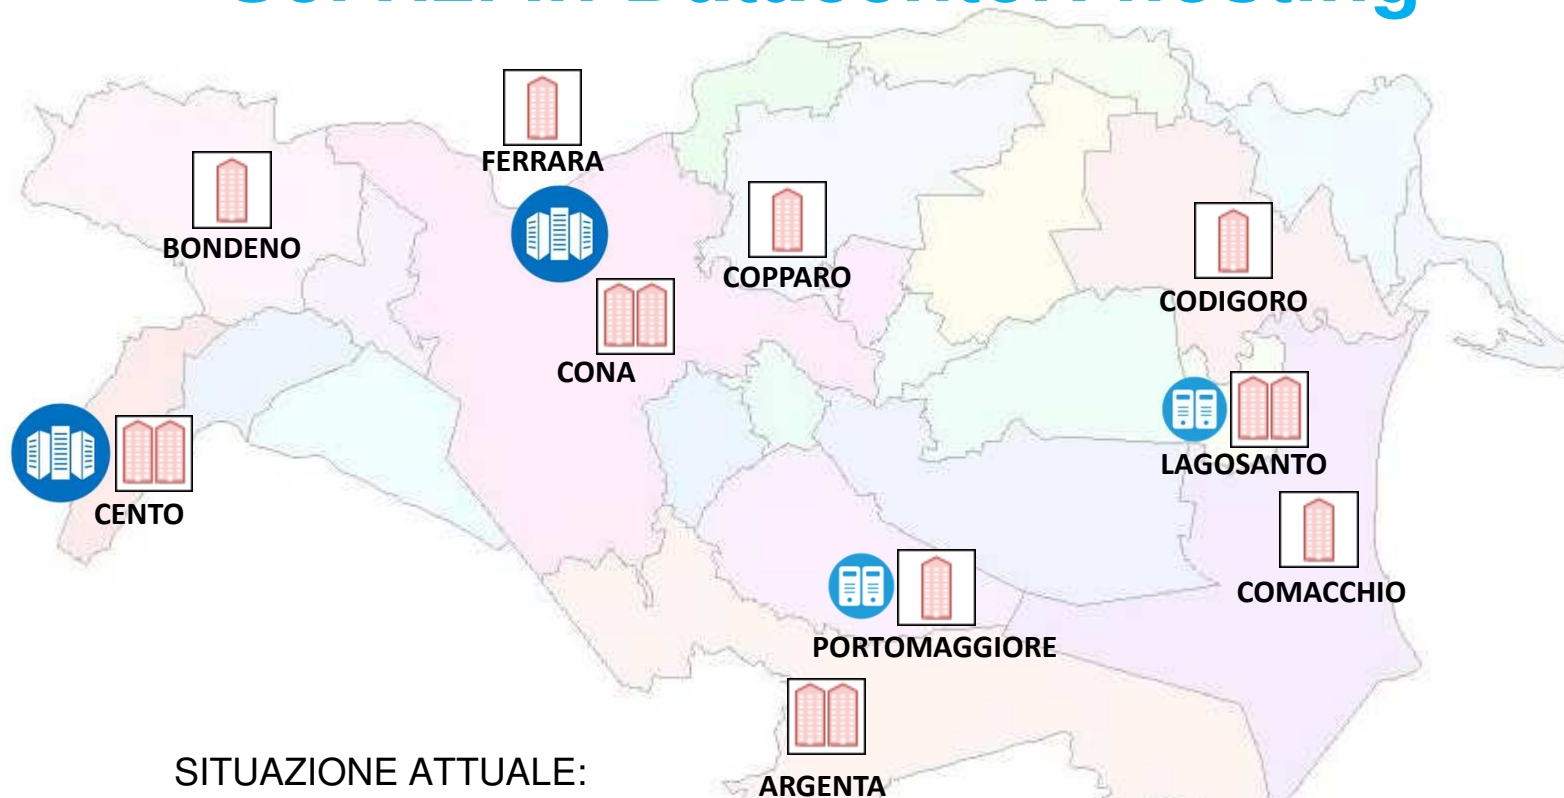 FERRARA
BONDENO
COPPARO
CODIGORO
CONA
LAGOSANTO
CENTO
COMACCHIO
PORTOMAGGIORE
SITUAZIONE ATTUALE:
ARGENTA